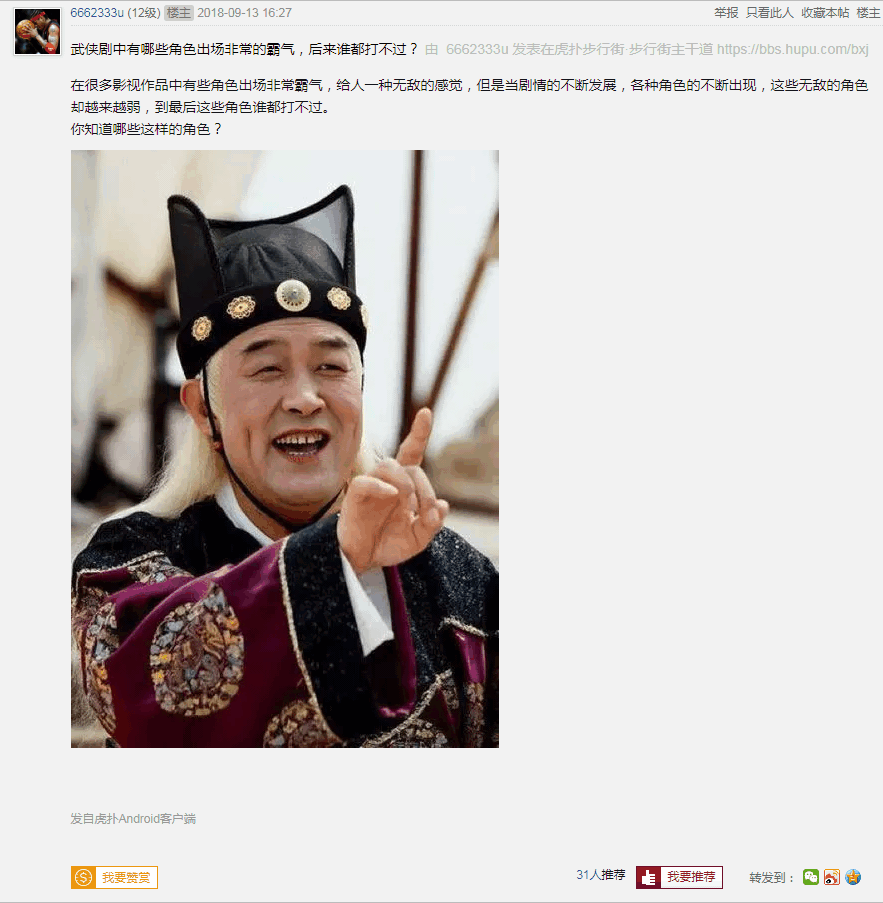 6662333u (12级) 楼主 2018-09-13 16:27 举报 只看此人 收藏本帖 楼主
武侠剧中有哪些角色出场非常的霸气，后来谁都打不过？ 由 6662333u 发表在虎扑步行街·步行街主干道 https://bbs.hupu.com/bxj
在很多影视作品中有些角色出场非常霸气，给人一种无敌的感觉，但是当剧情的不断发展，各种角色的不断出现，这些无敌的角色
却越来越弱，到最后这些角色谁都打不过。
你知道哪些这样的角色？
发自虎扑Android客户端
我要赞赏 31人推荐 我要推荐 转发到：